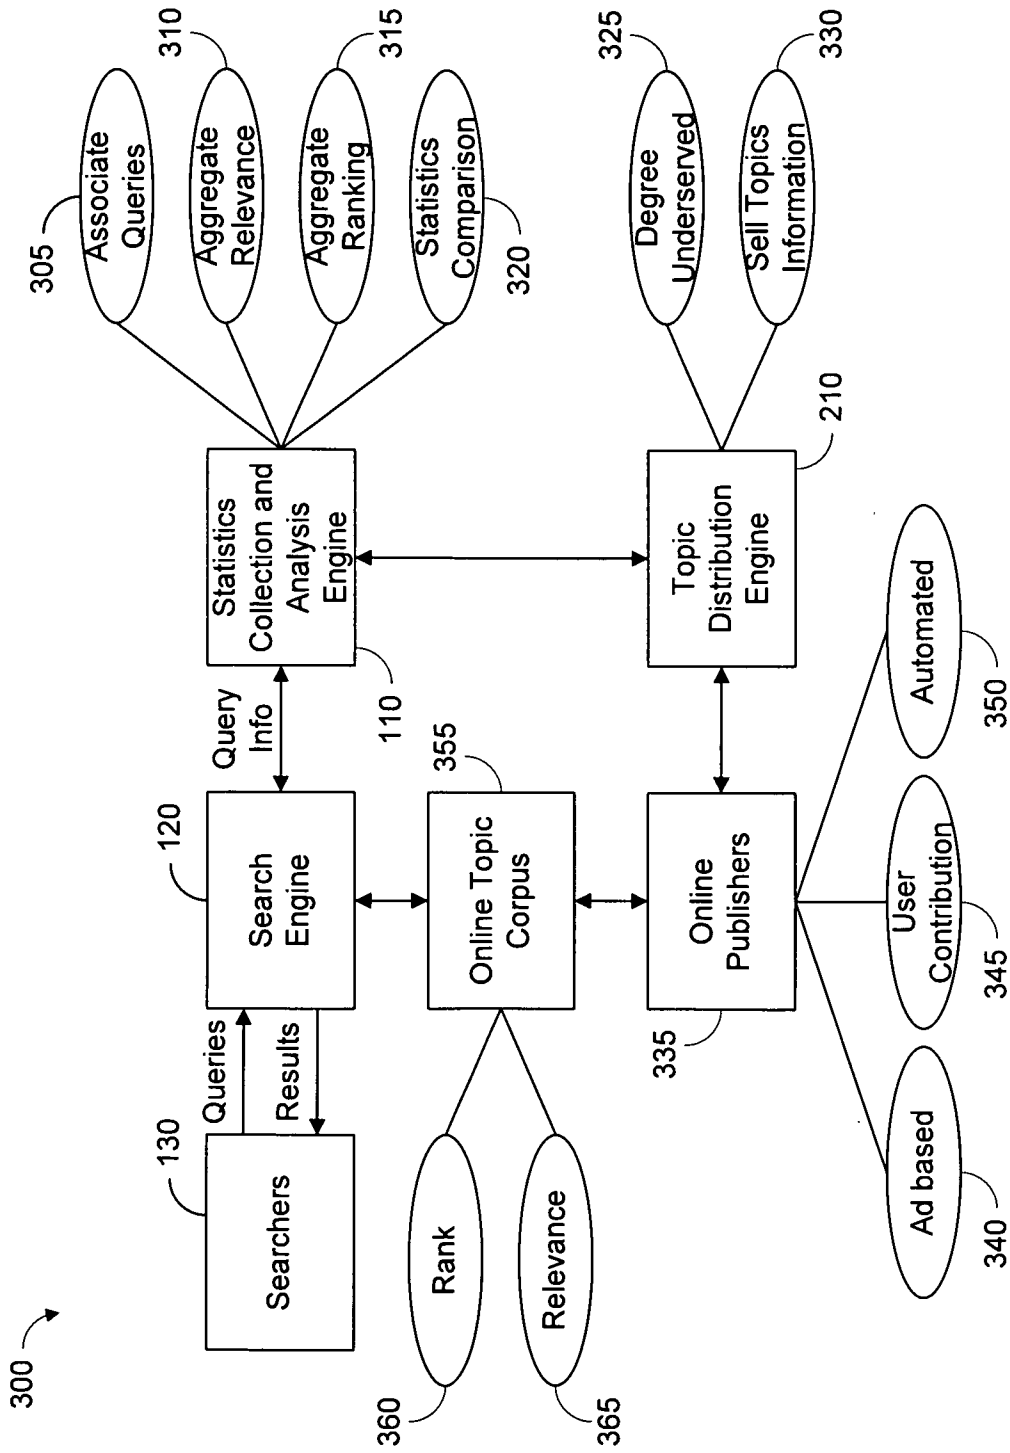 300
130
Searchers
Queries
Results
120
Search
Engine
Query
Info
110
Statistics
Collection and
Analysis
Engine
305
Associate
Queries
310
Aggregate
Relevance
315
Aggregate
Ranking
Statistics
Comparison
320
360
Rank
Relevance
365
355
Online Topic
Corpus
335
Online
Publishers
210
Topic
Distribution
Engine
325
Degree
Underserved
330
Sell Topics
Information
Ad based
340
User
Contribution
345
Automated
350